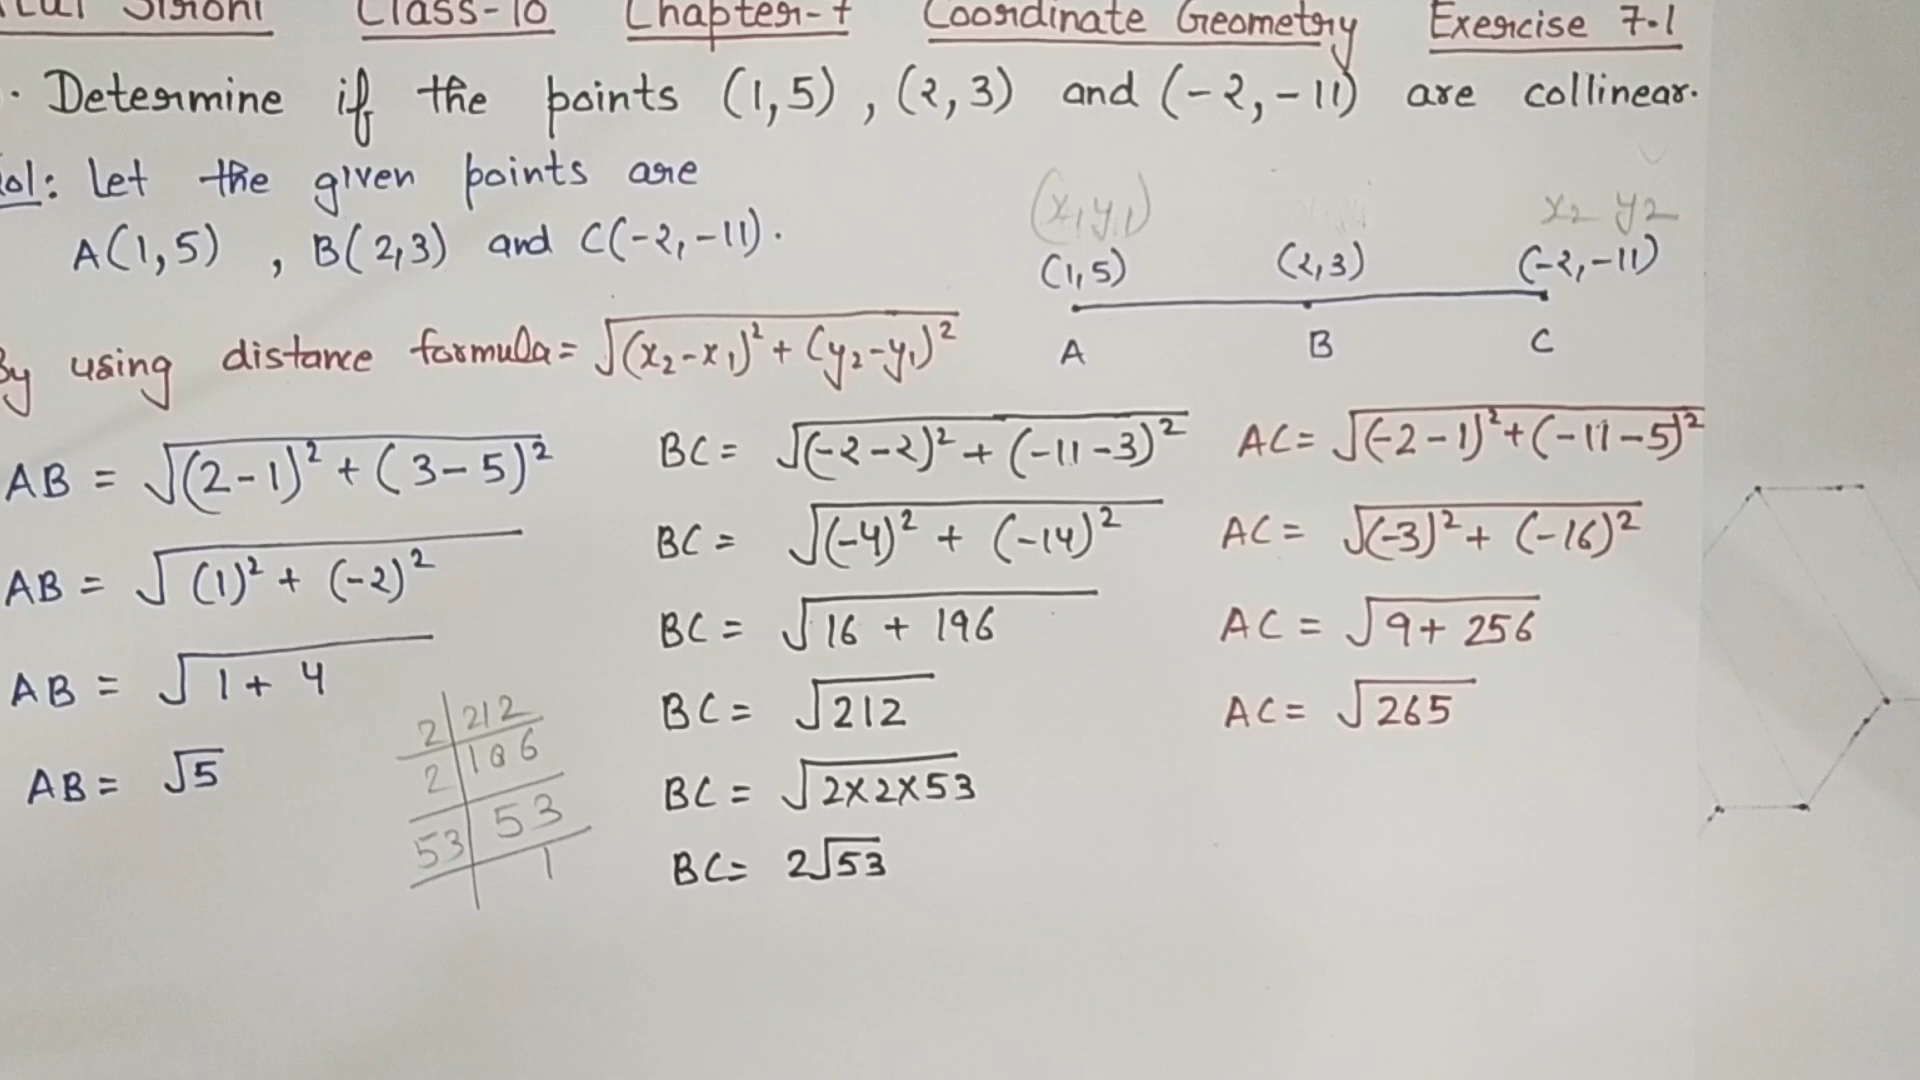 Class-10 Chapter-7 Coordinate Geometry Exercise 7.1
. Determine if the points (1,5), (2,3) and (-2,-11) are collinear.
Sol: Let the given points are
A(1,5), B(2,3) and C(-2,-11).
(x₁y₁) x₂ y₂
(1,5) (2,3) (-2,-11)
A B C
By using distance formula = √(x₂-x₁)²+(y₂-y₁)²
AB = √(2-1)²+(3-5)²
AB = √(1)²+(-2)²
AB = √1+4
AB = √5
2 | 212
2 | 106
53 | 53
1
BC = √(-2-2)²+(-11-3)²
BC = √(-4)²+(-14)²
BC = √16+196
BC = √212
BC = √2×2×53
BC = 2√53
AC = √(-2-1)²+(-11-5)²
AC = √(-3)²+(-16)²
AC = √9+256
AC = √265